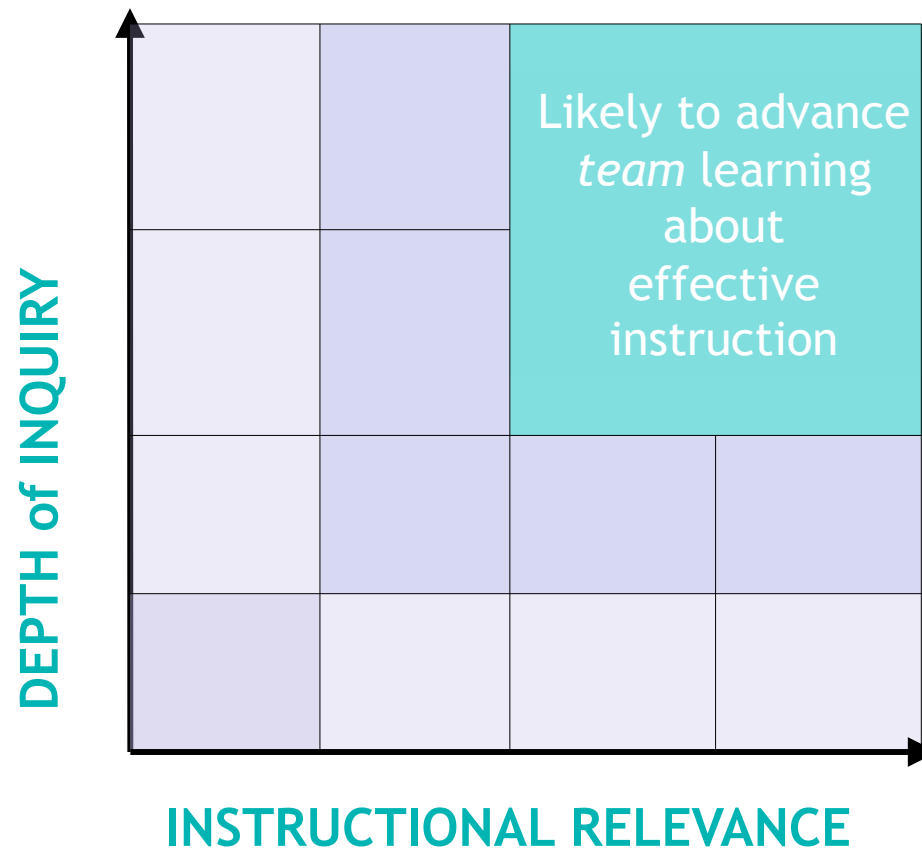 DEPTH of INQUIRY
Likely to advance
team learning
about
effective
instruction
INSTRUCTIONAL RELEVANCE